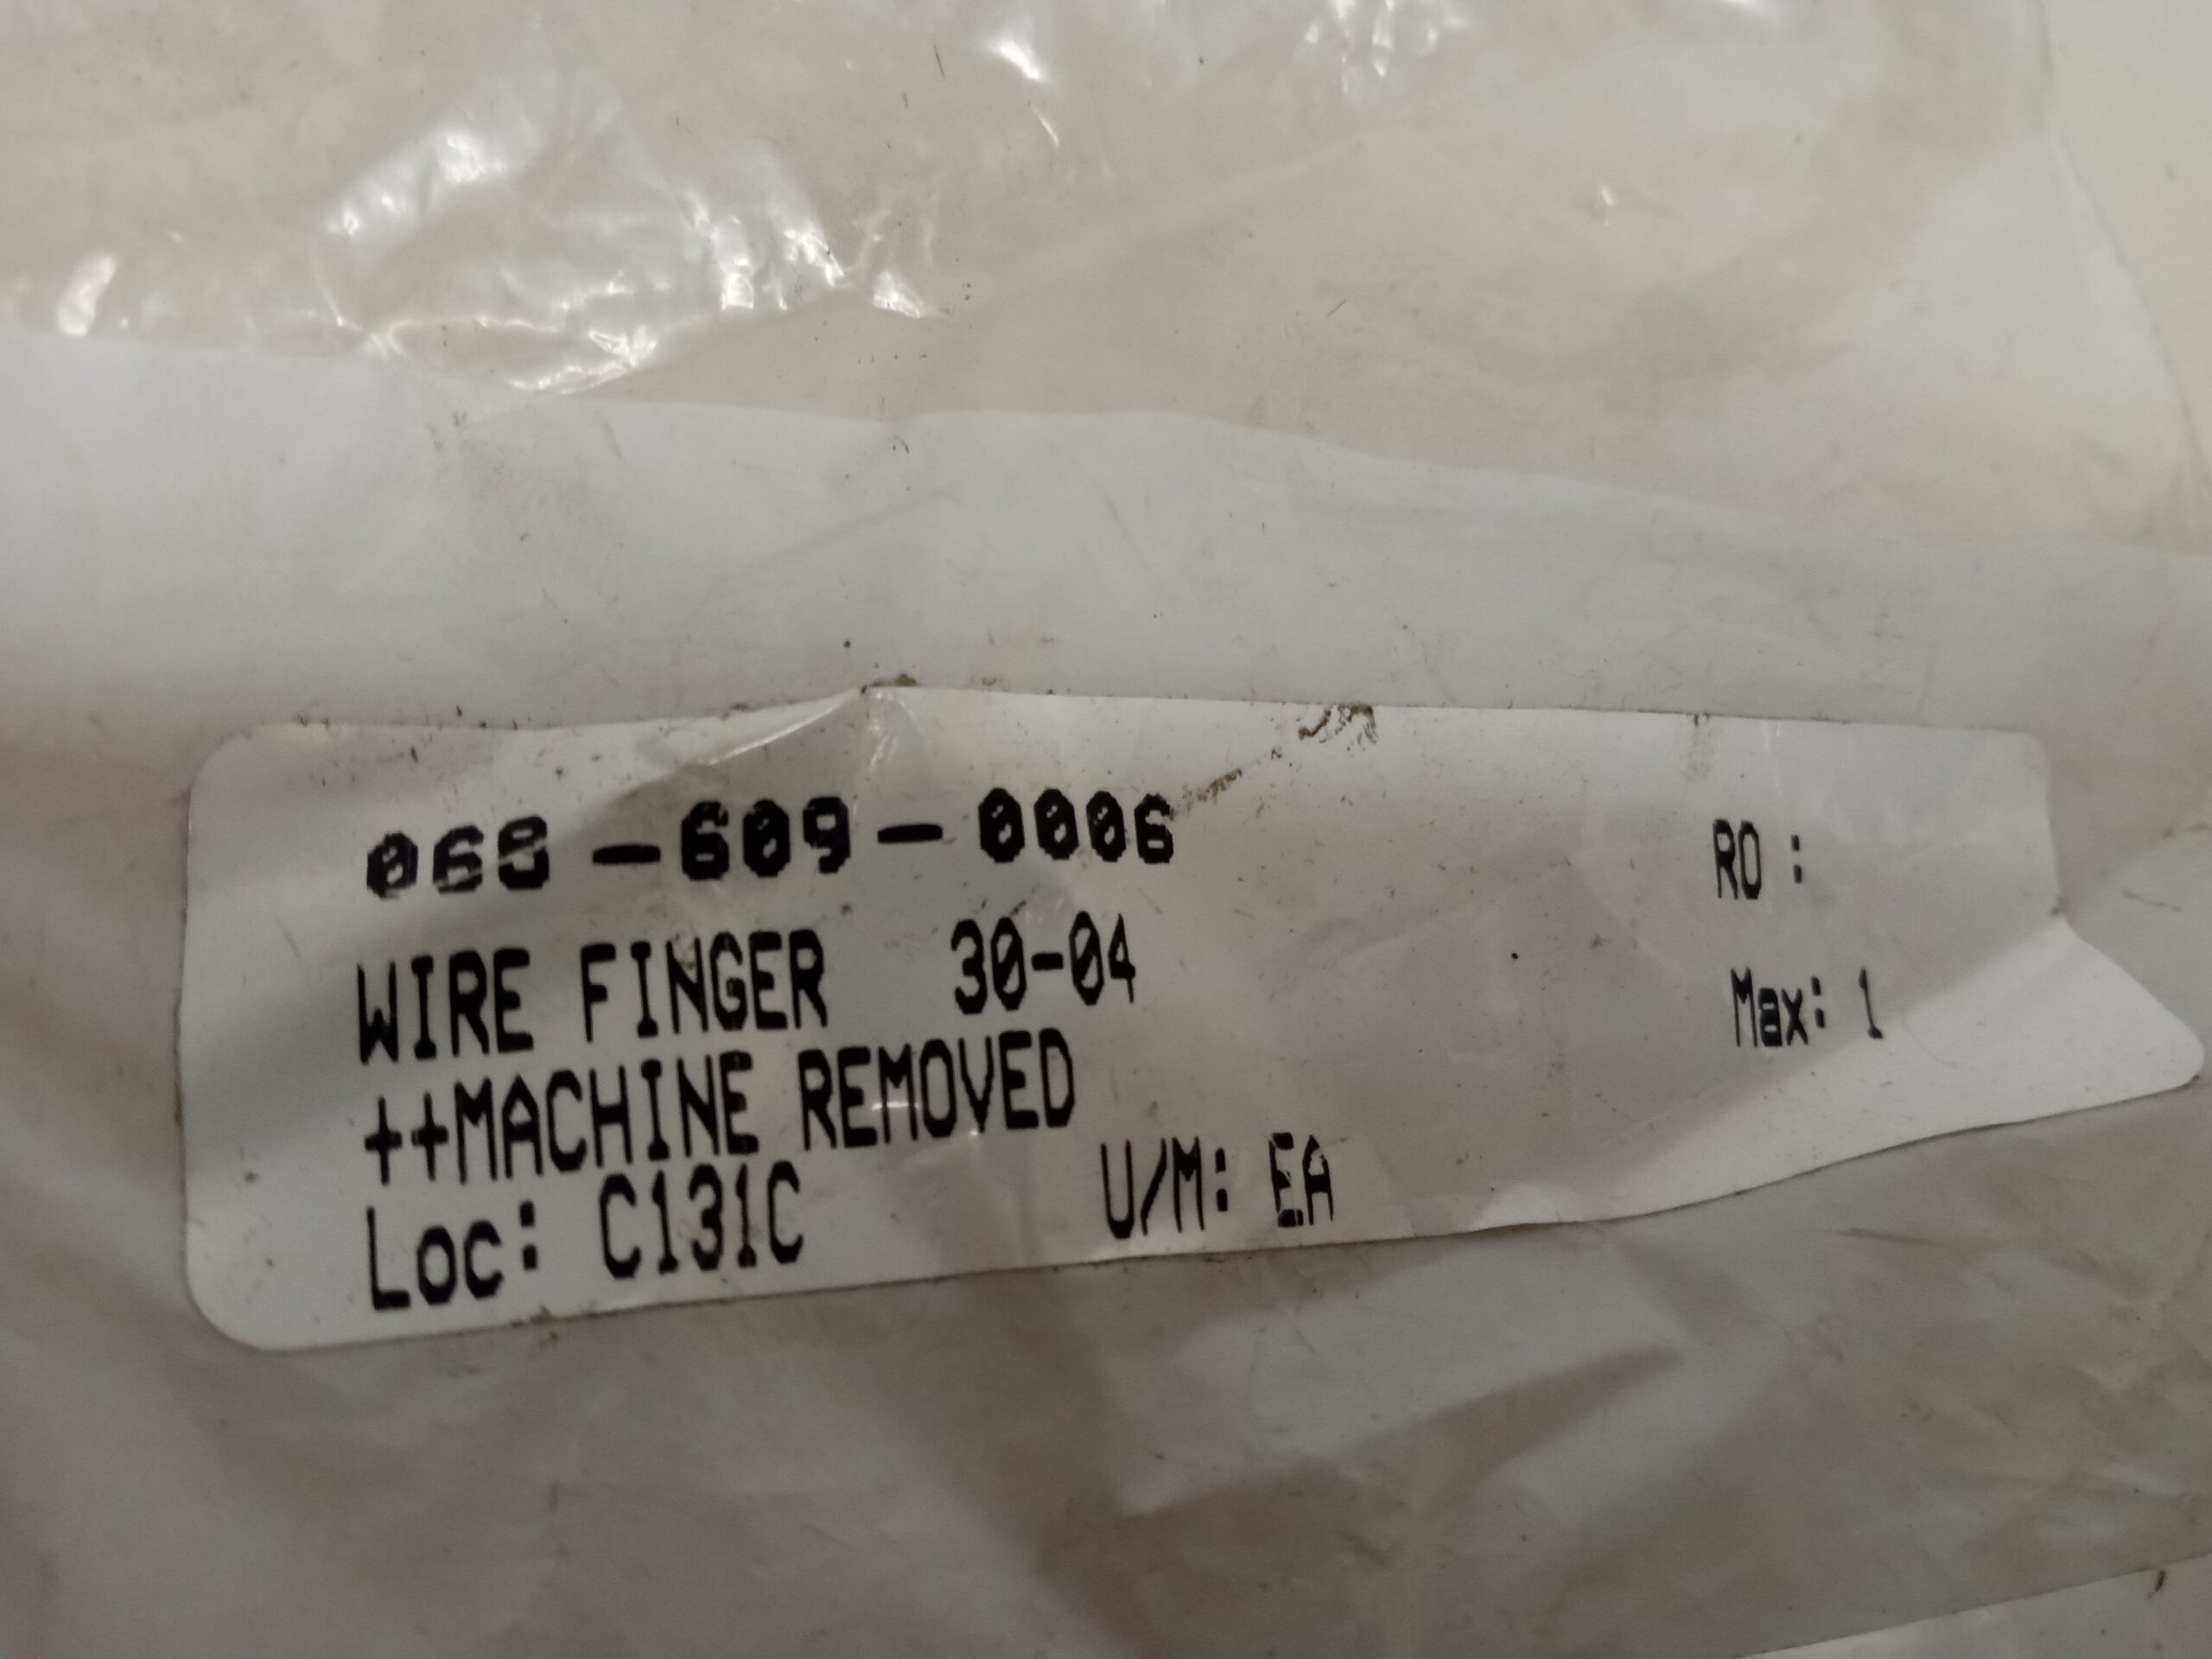 068-609-0006
RO :
WIRE FINGER 30-04
Max: 1
++MACHINE REMOVED
Loc: C131C U/M: EA